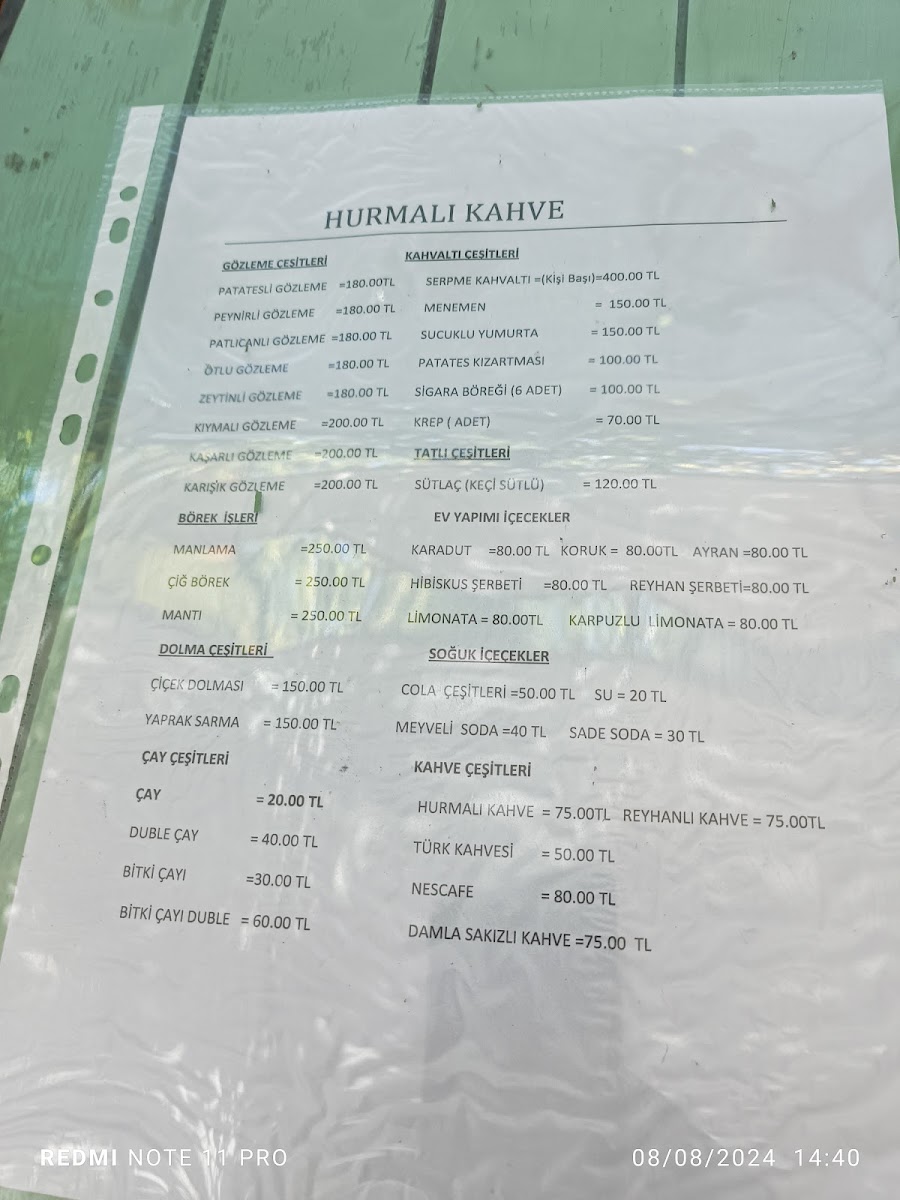 HURMALI KAHVE
GÖZLEME ÇEŞİTLERİ
PATATESLİ GÖZLEME =180.00TL
PEYNİRLİ GÖZLEME =180.00 TL
PATLICANLI GÖZLEME =180.00 TL
OTLU GÖZLEME =180.00 TL
ZEYTİNLİ GÖZLEME =180.00 TL
KIYMALI GÖZLEME =200.00 TL
KAŞARLI GÖZLEME =200.00 TL
KARIŞIK GÖZLEME =200.00 TL
BÖREK İŞLERİ
MANLAMA =250.00 TL
ÇİĞ BÖREK = 250.00 TL
MANTI = 250.00 TL
DOLMA ÇEŞİTLERİ
ÇİÇEK DOLMASI = 150.00 TL
YAPRAK SARMA = 150.00 TL
ÇAY ÇEŞİTLERİ
ÇAY = 20.00 TL
DUBLE ÇAY = 40.00 TL
BİTKİ ÇAYI =30.00 TL
BİTKİ ÇAYI DUBLE = 60.00 TL
KAHVALTI ÇEŞİTLERİ
SERPME KAHVALTI =(Kişi Başı)=400.00 TL
MENEMEN = 150.00 TL
SUCUKLU YUMURTA = 150.00 TL
PATATES KIZARTMASI = 100.00 TL
SİGARA BÖREĞİ (6 ADET) = 100.00 TL
KREP ( ADET) = 70.00 TL
TATLI ÇEŞİTLERİ
SÜTLAÇ (KEÇİ SÜTLÜ) = 120.00 TL
EV YAPIMI İÇECEKLER
KARADUT =80.00 TL KORUK = 80.00TL AYRAN =80.00 TL
HİBİSKUS ŞERBETİ =80.00 TL REYHAN ŞERBETİ=80.00 TL
LİMONATA = 80.00TL KARPUZLU LİMONATA = 80.00 TL
SOĞUK İÇECEKLER
COLA ÇEŞİTLERİ =50.00 TL SU = 20 TL
MEYVELİ SODA =40 TL SADE SODA = 30 TL
KAHVE ÇEŞİTLERİ
HURMALI KAHVE = 75.00TL REYHANLI KAHVE = 75.00TL
TÜRK KAHVESİ = 50.00 TL
NESCAFE = 80.00 TL
DAMLA SAKIZLI KAHVE =75.00 TL
REDMI NOTE 11 PRO
08/08/2024 14:40